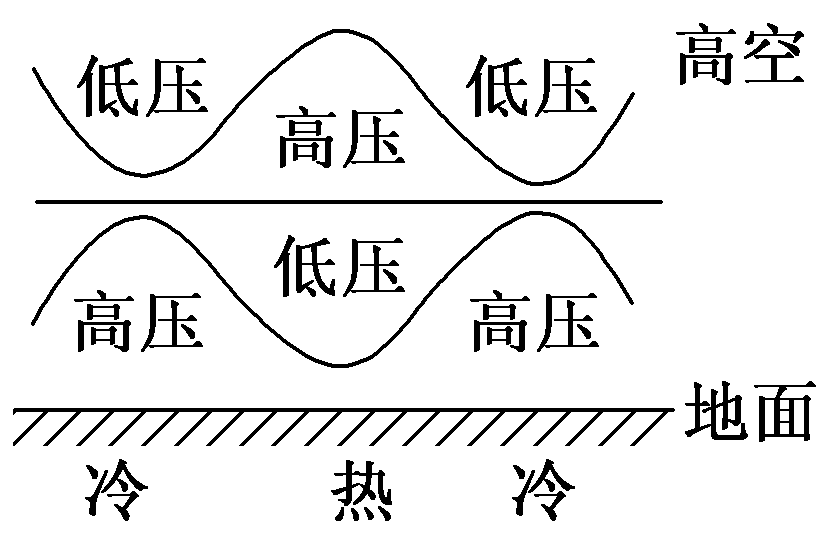 低压 低压 高空
高压
低压
高压 高压
地面
冷 热 冷